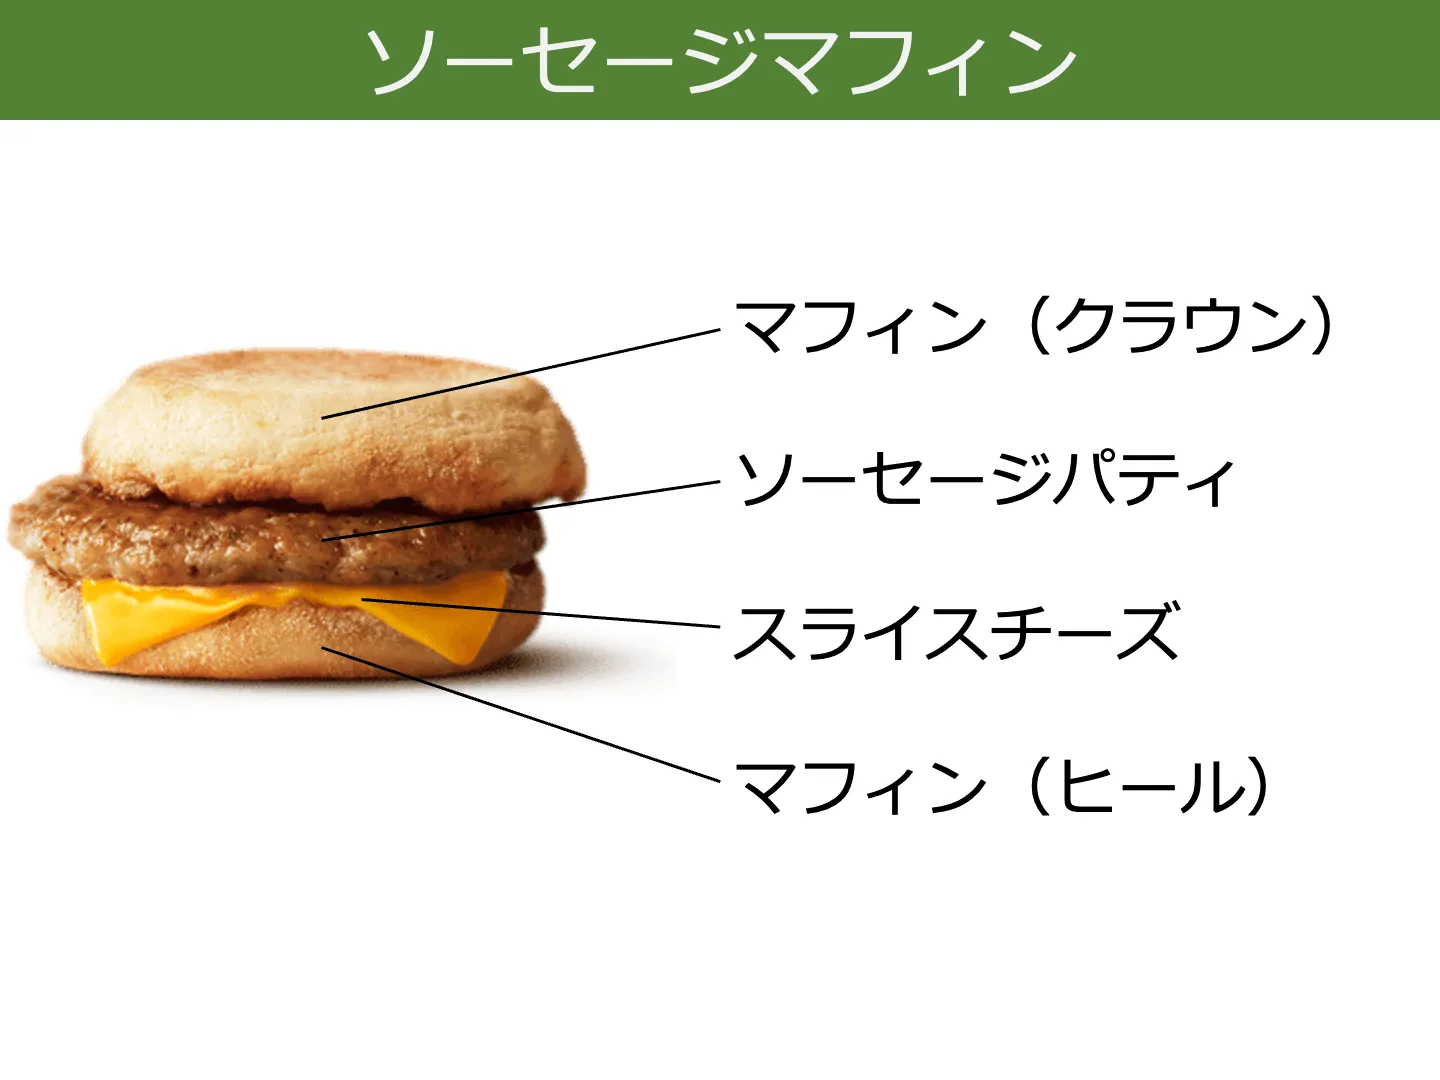 ソーセージマフィン
マフィン（クラウン）
ソーセージパティ
スライスチーズ
マフィン（ヒール）